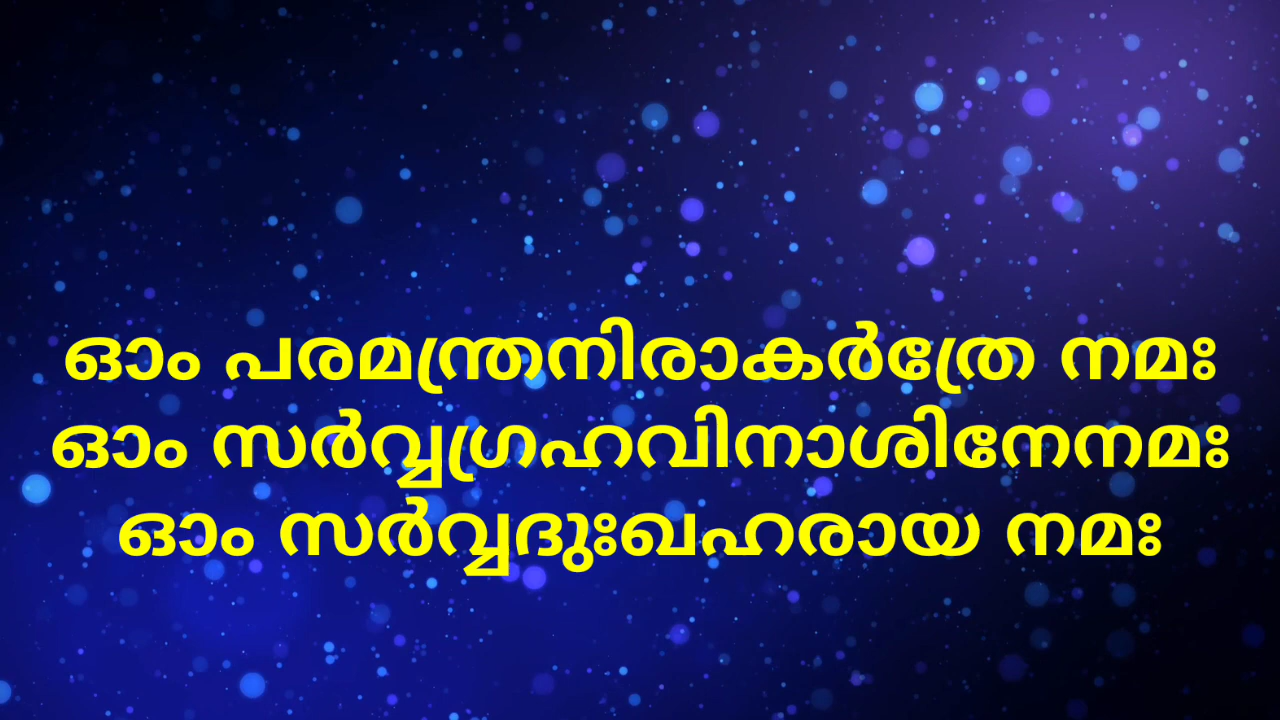 ഓം പരമന്ത്രനിരാകർത്രേ നമഃ
ഓം സർവ്വഗ്രഹവിനാശിനേനമഃ
ഓം സർവ്വദുഃഖഹരായ നമഃ